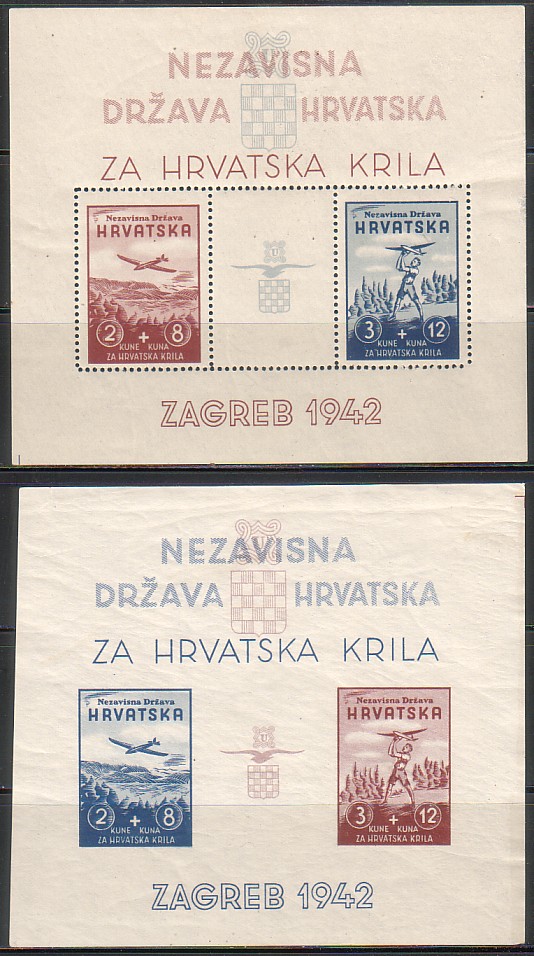 NEZAVISNA
DRŽAVA HRVATSKA
ZA HRVATSKA KRILA
Nezavisna Država
HRVATSKA
2 + 8
KUNE KUNA
ZA HRVATSKA KRILA
U
Nezavisna Država
HRVATSKA
3 + 12
KUNE KUNA
ZA HRVATSKA KRILA
ZAGREB 1942
NEZAVISNA
DRŽAVA HRVATSKA
ZA HRVATSKA KRILA
Nezavisna Država
HRVATSKA
2 + 8
KUNE KUNA
ZA HRVATSKA KRILA
U
Nezavisna Država
HRVATSKA
3 + 12
KUNE KUNA
ZA HRVATSKA KRILA
ZAGREB 1942